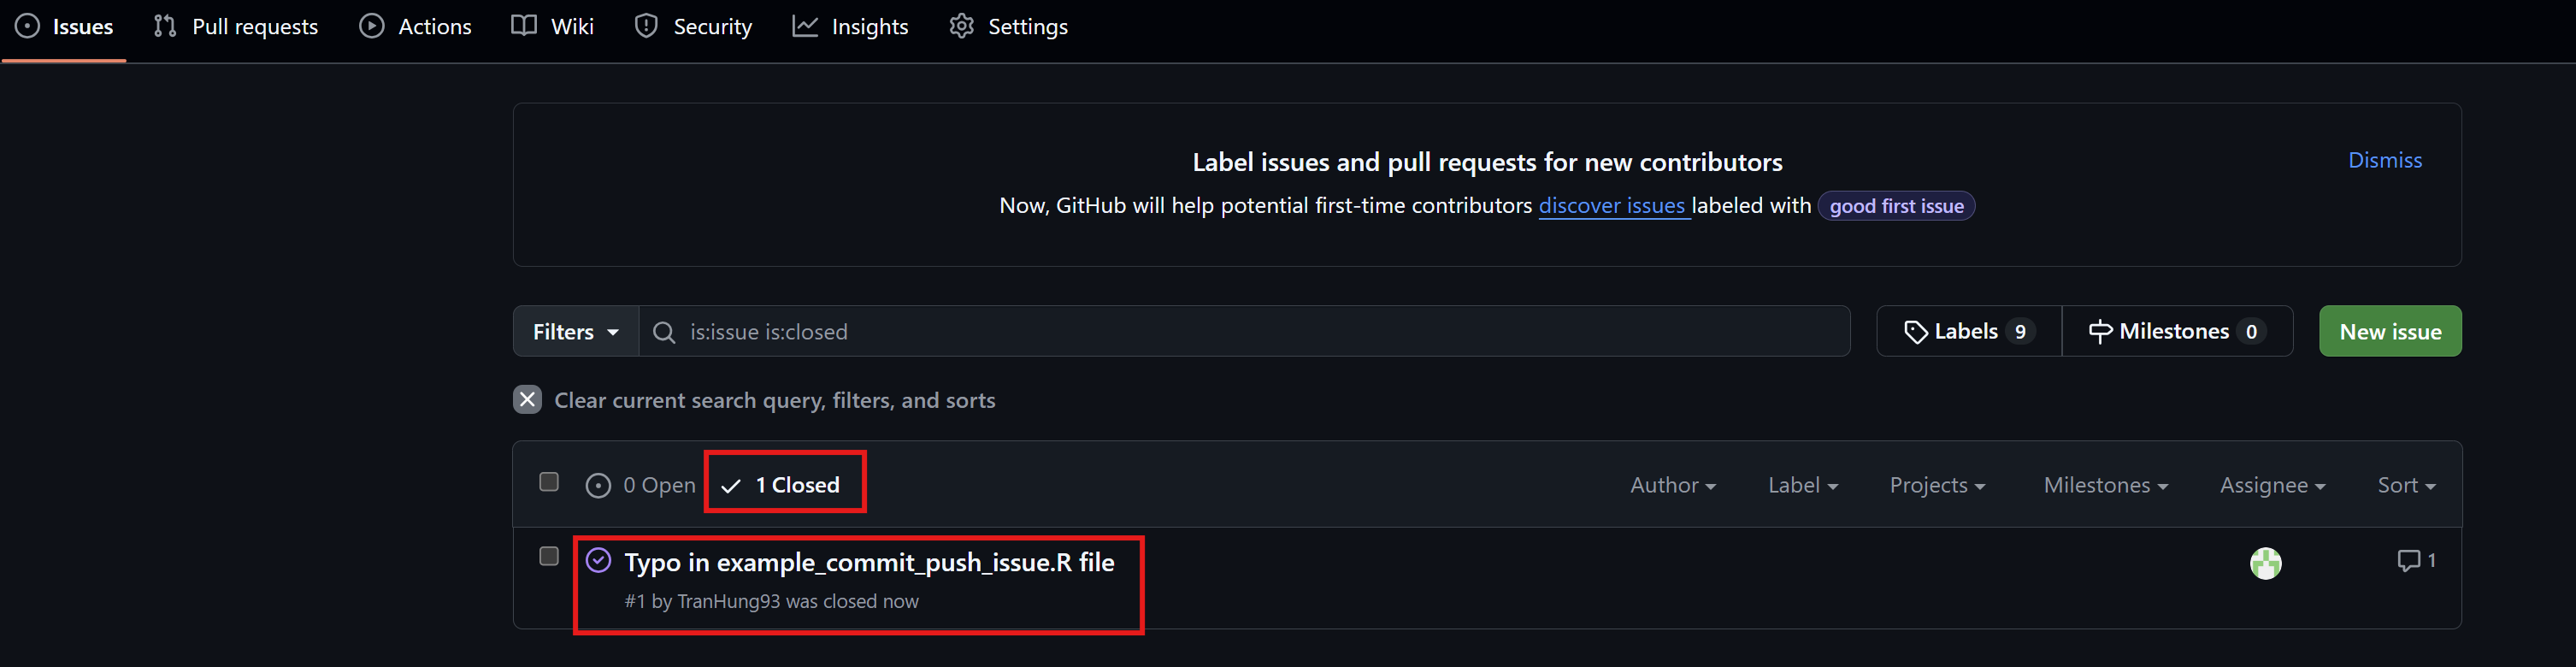 Issues Pull requests Actions Wiki Security Insights Settings
Label issues and pull requests for new contributors
Dismiss
Now, GitHub will help potential first-time contributors discover issues labeled with good first issue
Filters is:issue is:closed Labels 9 Milestones 0 New issue
Clear current search query, filters, and sorts
0 Open 1 Closed Author Label Projects Milestones Assignee Sort
Typo in example_commit_push_issue.R file 1
#1 by TranHung93 was closed now